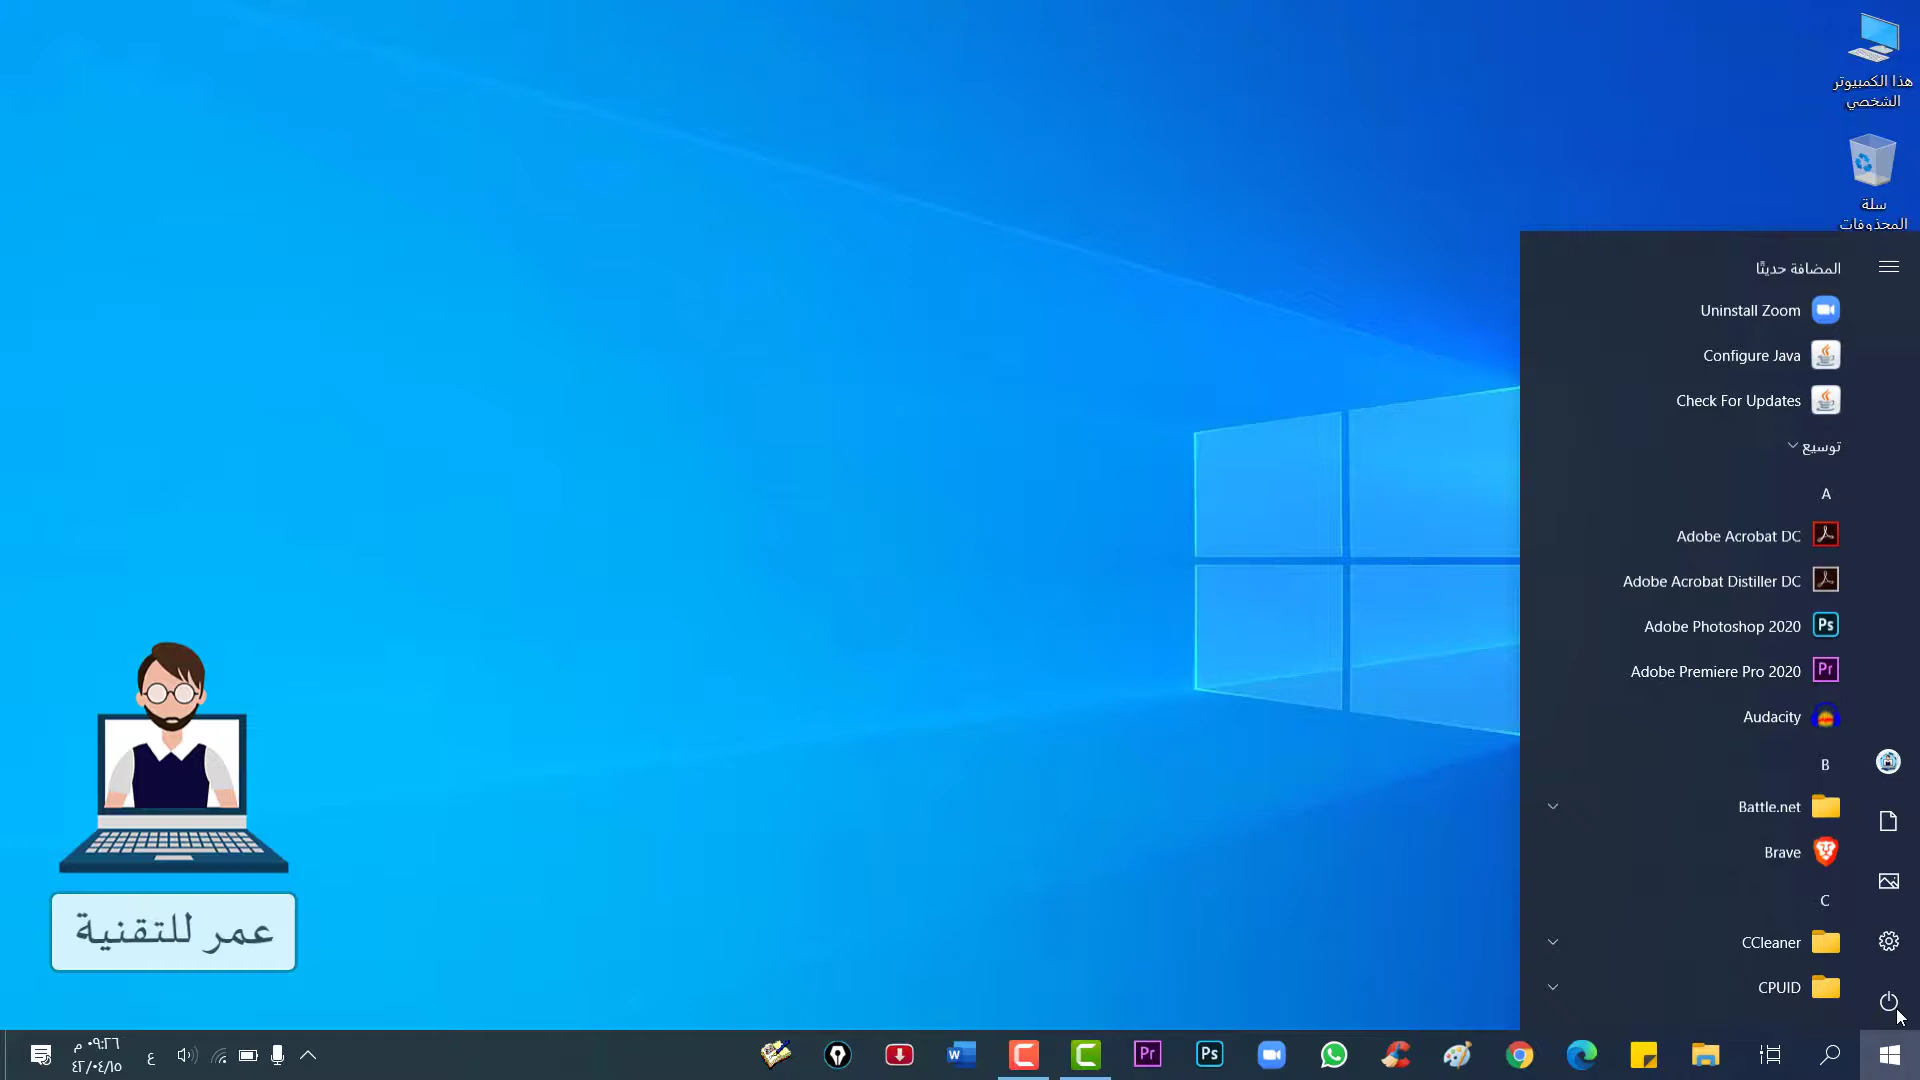 هذا الكمبيوتر
الشخصي
سلة
المحذوفات
المضافة حديثًا
Uninstall Zoom
Configure Java
Check For Updates
توسيع
A
Adobe Acrobat DC
Adobe Acrobat Distiller DC
Adobe Photoshop 2020
Adobe Premiere Pro 2020
Audacity
B
Battle.net
Brave
C
CCleaner
CPUID
عمر للتقنية
٠٩:٢٦ م
٤٢/٠٤/١٥
ع